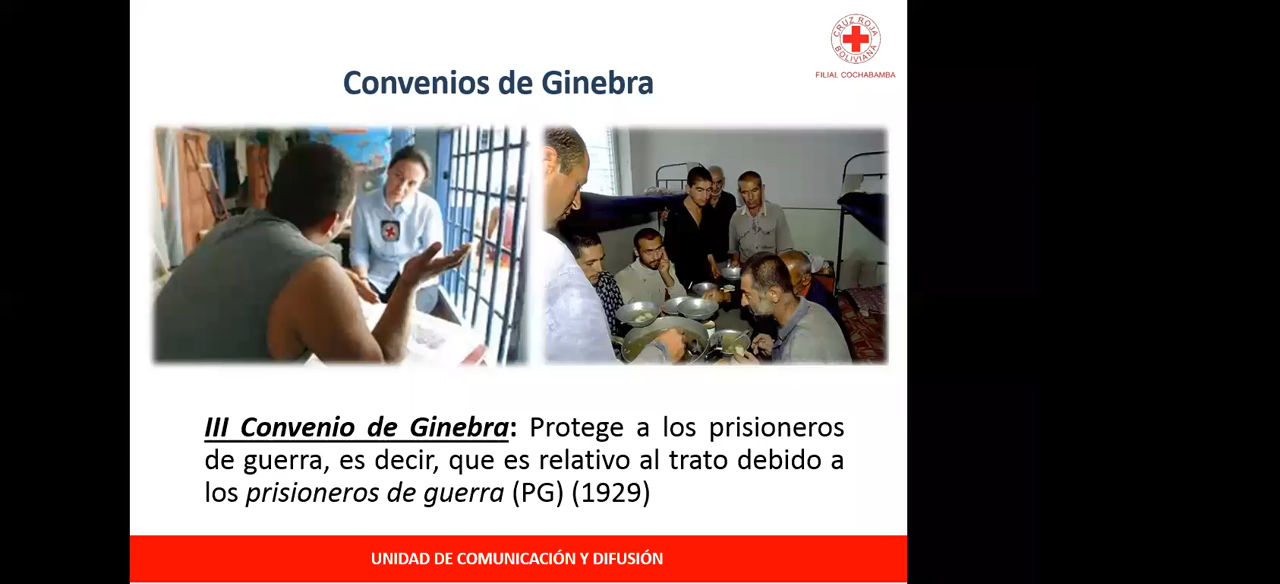 CRUZ ROJA
BOLIVIANA
FILIAL COCHABAMBA
Convenios de Ginebra
III Convenio de Ginebra: Protege a los prisioneros
de guerra, es decir, que es relativo al trato debido a
los prisioneros de guerra (PG) (1929)
UNIDAD DE COMUNICACIÓN Y DIFUSIÓN